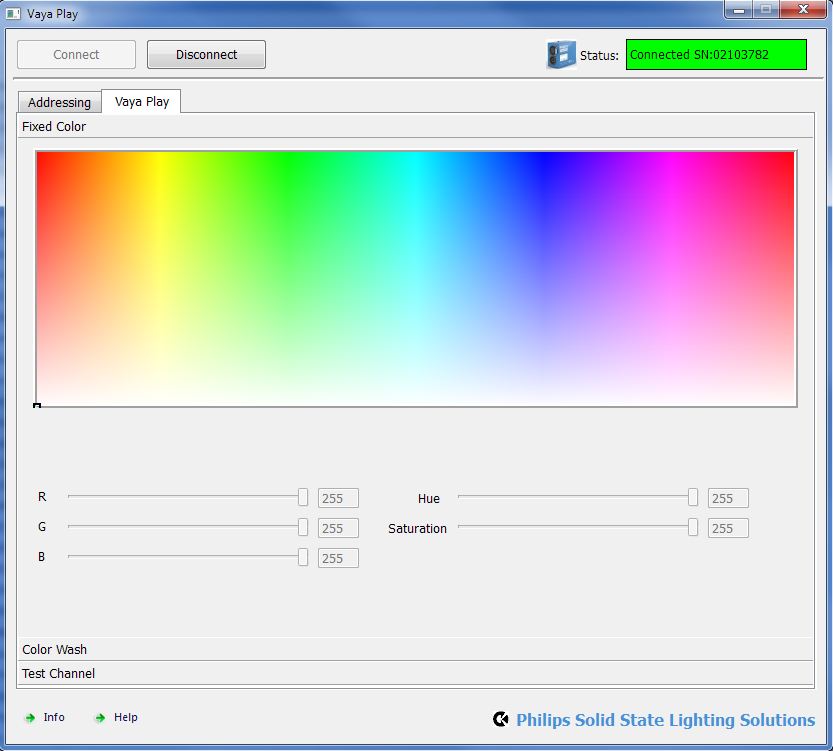 Vaya Play
Connect Disconnect Status: Connected SN:02103782
Addressing Vaya Play
Fixed Color
R 255 Hue 255
G 255 Saturation 255
B 255
Color Wash
Test Channel
Info Help Philips Solid State Lighting Solutions